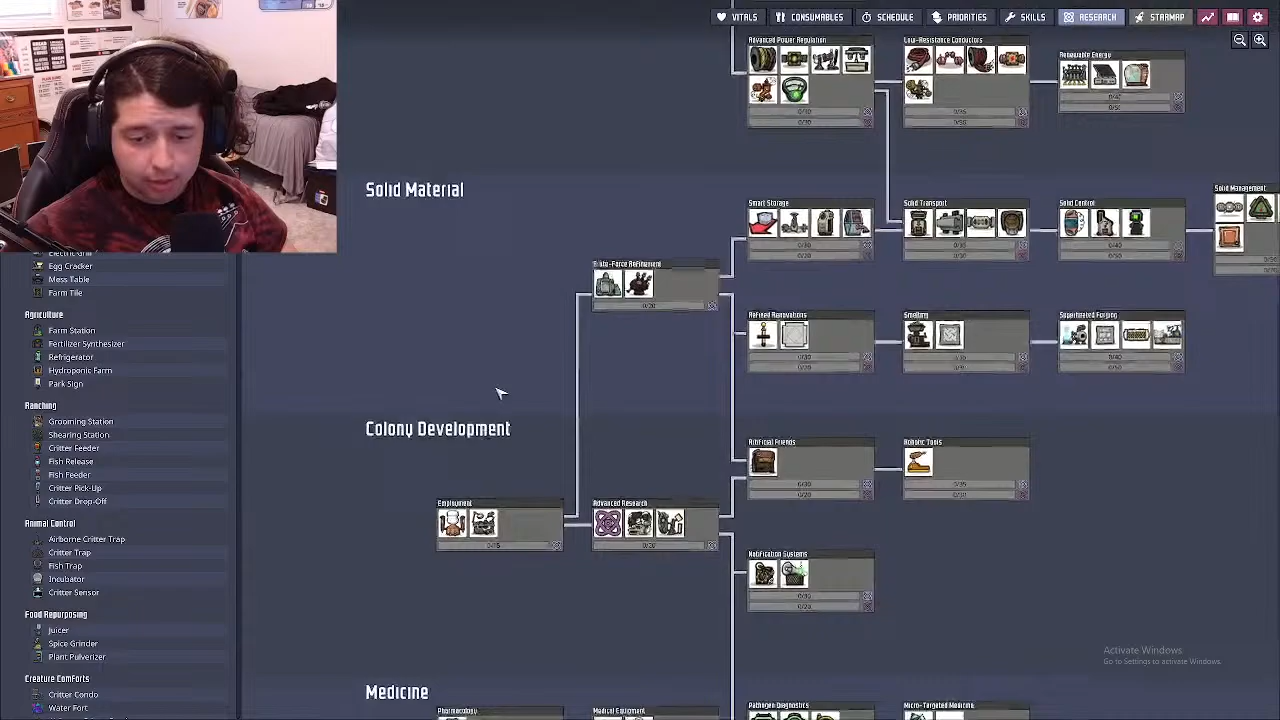 VITALS
CONSUMABLES
SCHEDULE
PRIORITIES
SKILLS
RESEARCH
STARMAP
Advanced Power Regulation
Low-Resistance Conductors
Renewable Energy
Solid Material
Smart Storage
Solid Transport
Solid Control
Solid Management
Brute-Force Refinement
Refined Renovations
Smelting
Superheated Forging
Colony Development
Artificial Friends
Robotic Tools
Employment
Advanced Research
Notification Systems
Medicine
Pharmacology
Medical Equipment
Pathogen Diagnostics
Micro-Targeted Medicine
Electric Grill
Egg Cracker
Mess Table
Farm Tile
Agriculture
Farm Station
Fertilizer Synthesizer
Refrigerator
Hydroponic Farm
Park Sign
Ranching
Grooming Station
Shearing Station
Critter Feeder
Fish Release
Fish Feeder
Critter Pick-Up
Critter Drop-Off
Animal Control
Airborne Critter Trap
Critter Trap
Fish Trap
Incubator
Critter Sensor
Food Repurposing
Juicer
Spice Grinder
Plant Pulverizer
Creature Comforts
Critter Condo
Water Fort
Activate Windows
Go to Settings to activate Windows.